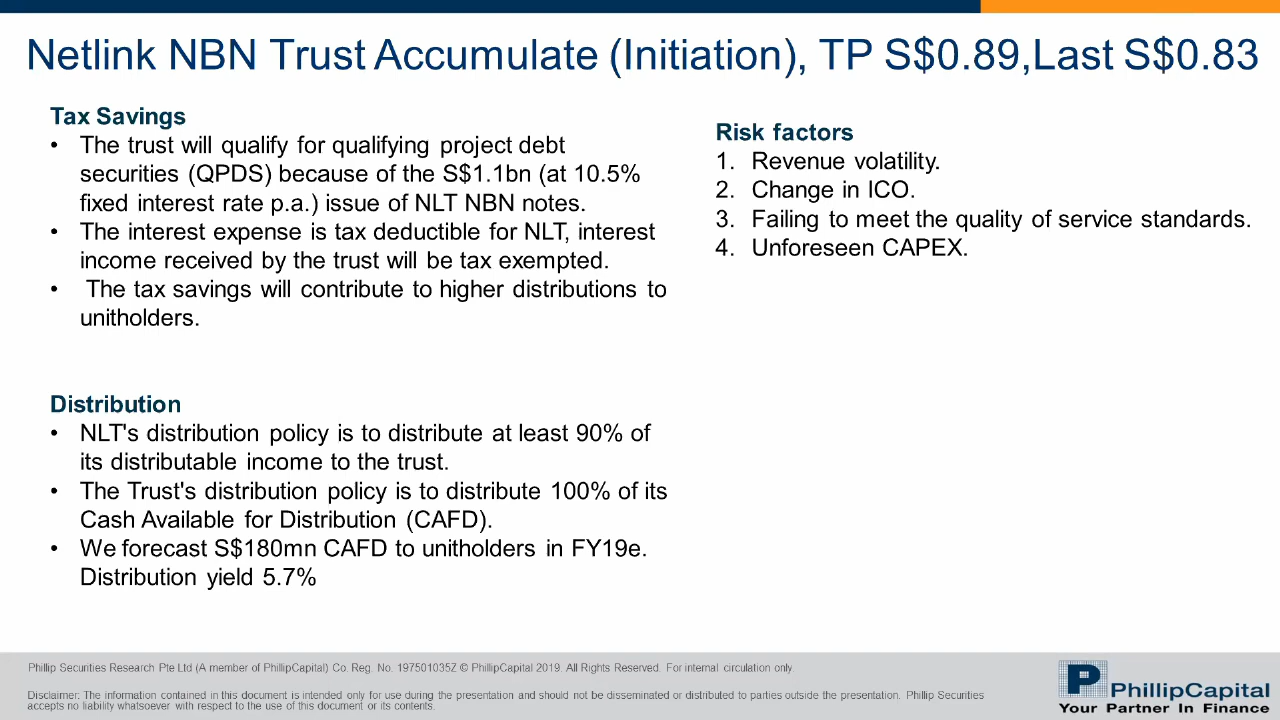 Netlink NBN Trust Accumulate (Initiation), TP S$0.89,Last S$0.83
Tax Savings
• The trust will qualify for qualifying project debt
securities (QPDS) because of the S$1.1bn (at 10.5%
fixed interest rate p.a.) issue of NLT NBN notes.
• The interest expense is tax deductible for NLT, interest
income received by the trust will be tax exempted.
• The tax savings will contribute to higher distributions to
unitholders.
Distribution
• NLT's distribution policy is to distribute at least 90% of
its distributable income to the trust.
• The Trust's distribution policy is to distribute 100% of its
Cash Available for Distribution (CAFD).
• We forecast S$180mn CAFD to unitholders in FY19e.
Distribution yield 5.7%
Risk factors
1. Revenue volatility.
2. Change in ICO.
3. Failing to meet the quality of service standards.
4. Unforeseen CAPEX.
Phillip Securities Research Pte Ltd (A member of PhillipCapital) Co. Reg. No. 197501035Z © PhillipCapital 2019. All Rights Reserved. For internal circulation only.
Disclaimer: The information contained in this document is intended only for use during the presentation and should not be disseminated or distributed to parties outside the presentation. Phillip Securities
accepts no liability whatsoever with respect to the use of this document or its contents.
P PhillipCapital
Your Partner In Finance